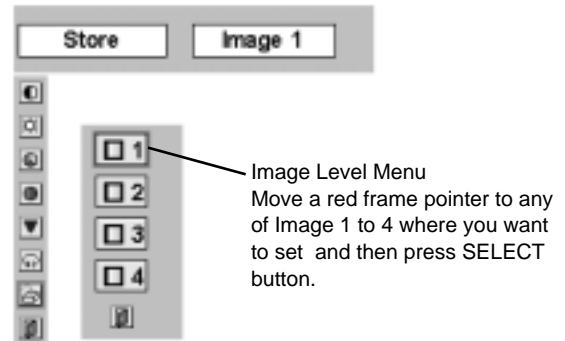 Store Image 1
1
2
3
4
Image Level Menu
Move a red frame pointer to any
of Image 1 to 4 where you want
to set and then press SELECT
button.